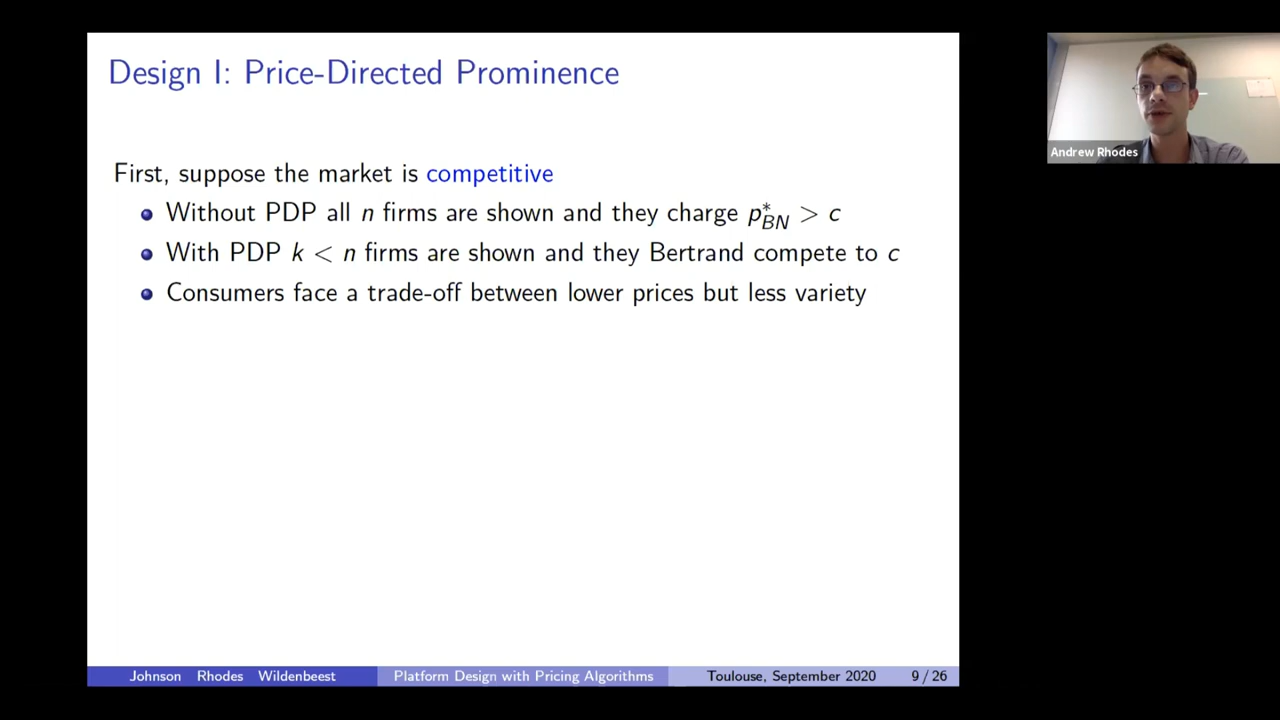 Design I: Price-Directed Prominence
Andrew Rhodes
First, suppose the market is competitive
Without PDP all n firms are shown and they charge p*BN > c
With PDP k < n firms are shown and they Bertrand compete to c
Consumers face a trade-off between lower prices but less variety
Johnson Rhodes Wildenbeest
Platform Design with Pricing Algorithms
Toulouse, September 2020
9 / 26